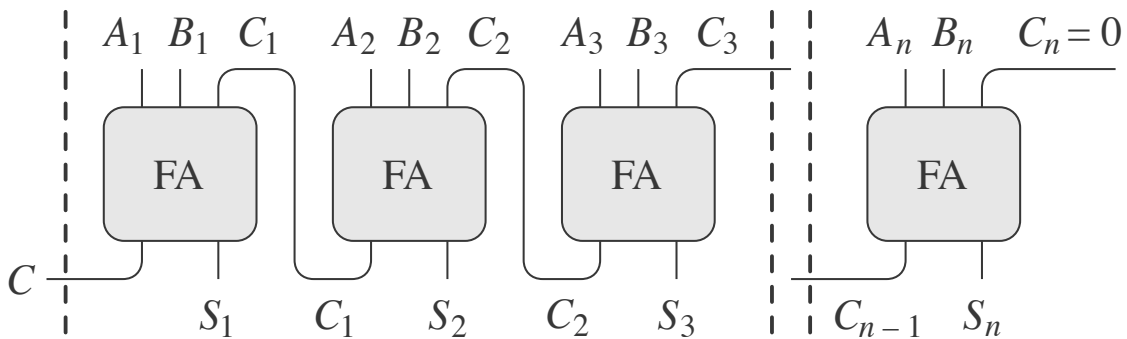 A₁ B₁ C₁ A₂ B₂ C₂ A₃ B₃ C₃ Aₙ Bₙ Cₙ = 0
FA FA FA FA
C S₁ C₁ S₂ C₂ S₃ Cₙ₋₁ Sₙ